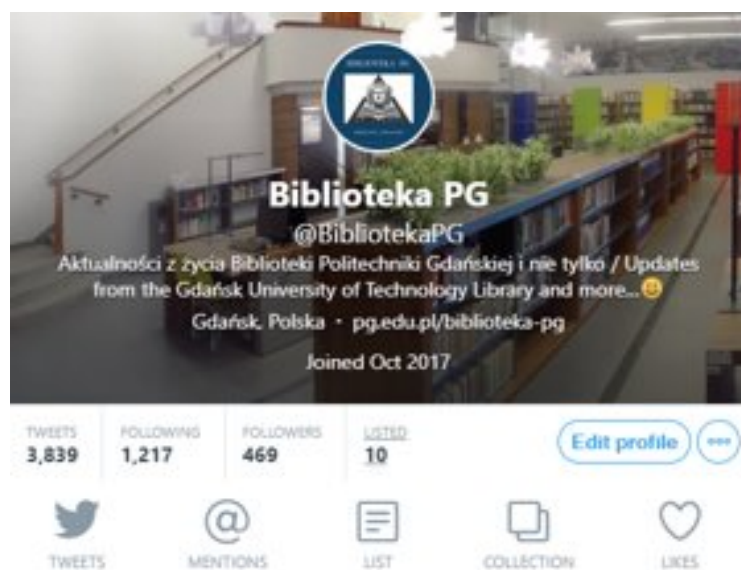 BIBLIOTEKA PG
Biblioteka PG
@BibliotekaPG
Aktualności z życia Biblioteki Politechniki Gdańskiej i nie tylko / Updates
from the Gdańsk University of Technology Library and more...😀
Gdańsk, Polska • pg.edu.pl/biblioteka-pg
Joined Oct 2017
TWEETS FOLLOWING FOLLOWERS LISTED
3,839 1,217 469 10
Edit profile
TWEETS MENTIONS LIST COLLECTION LIKES